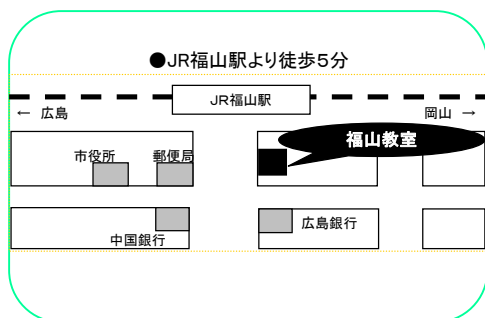 ●JR福山駅より徒歩5分
JR福山駅
← 広島
岡山 →
福山教室
市役所
郵便局
中国銀行
広島銀行